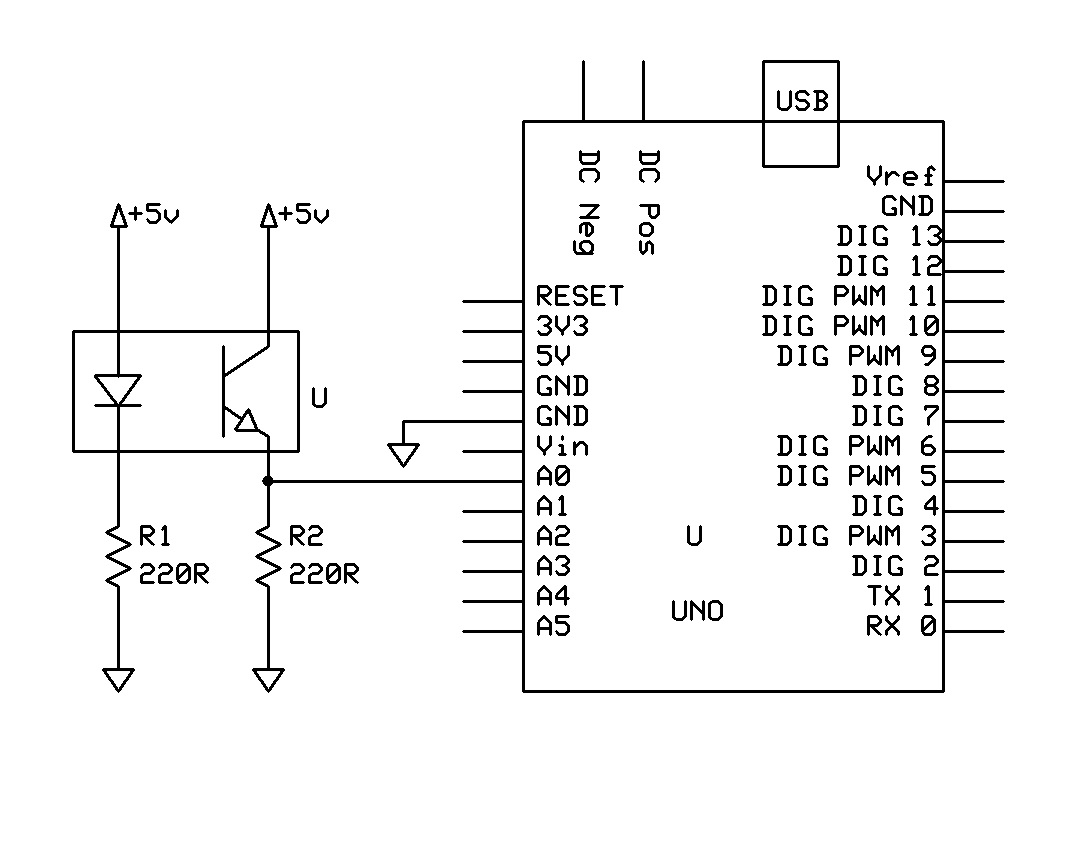 USB
DC Neg
DC Pos
Vref
GND
DIG 13
DIG 12
DIG PWM 11
DIG PWM 10
DIG PWM 9
DIG 8
DIG 7
DIG PWM 6
DIG PWM 5
DIG 4
DIG PWM 3
DIG 2
TX 1
RX 0
RESET
3V3
5V
GND
GND
Vin
A0
A1
A2
A3
A4
A5
U
UNO
+5v
+5v
U
R1
220R
R2
220R